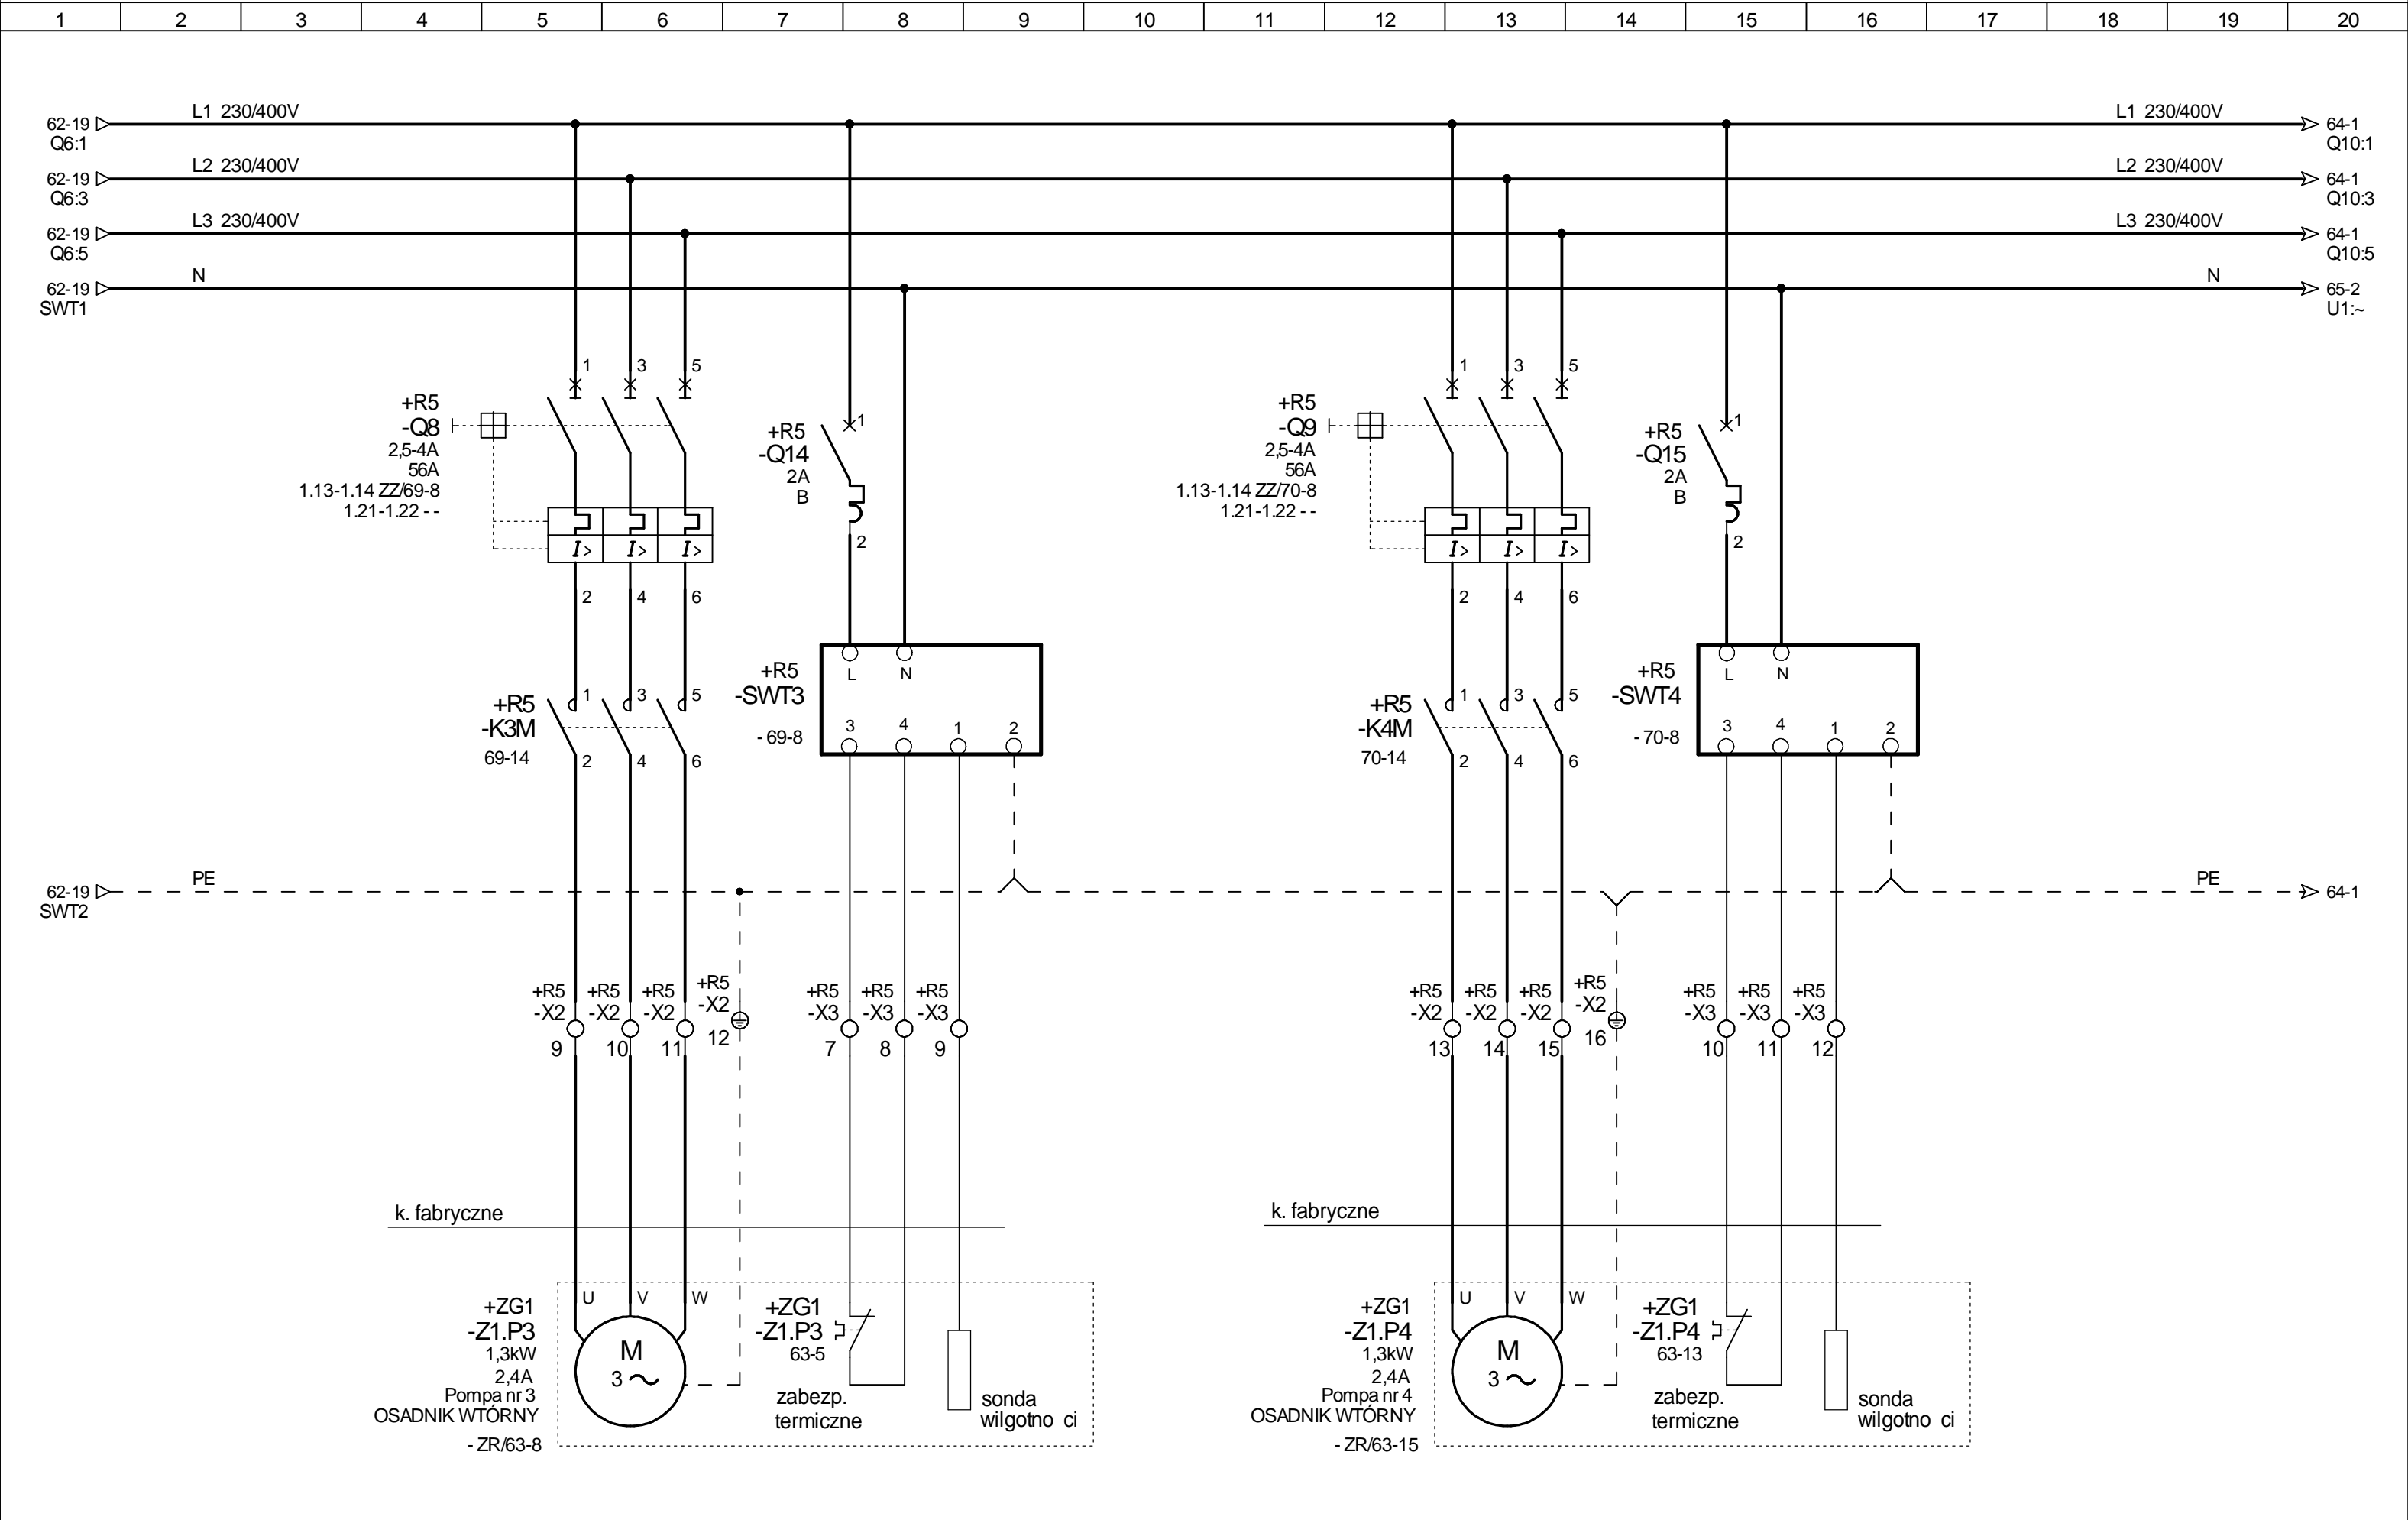 1 2 3 4 5 6 7 8 9 10 11 12 13 14 15 16 17 18 19 20
L1 230/400V
L1 230/400V
62-19
Q6:1
64-1
Q10:1
L2 230/400V
L2 230/400V
62-19
Q6:3
64-1
Q10:3
L3 230/400V
L3 230/400V
62-19
Q6:5
64-1
Q10:5
N
N
62-19
SWT1
65-2
U1:~
1 3 5
+R5
-Q8
2,5-4A
56A
1.13-1.14 ZZ/69-8
1.21-1.22 - -
I> I> I>
2 4 6
+R5
-Q14
2A
B
1
2
1 3 5
+R5
-Q9
2,5-4A
56A
1.13-1.14 ZZ/70-8
1.21-1.22 - -
I> I> I>
2 4 6
+R5
-Q15
2A
B
1
2
+R5
-K3M
69-14
1 3 5
2 4 6
+R5
-SWT3
- 69-8
L N
3 4 1 2
+R5
-K4M
70-14
1 3 5
2 4 6
+R5
-SWT4
- 70-8
L N
3 4 1 2
PE
PE
62-19
SWT2
64-1
+R5 +R5 +R5 +R5
-X2 -X2 -X2 -X2
9 10 11 12
+R5 +R5 +R5
-X3 -X3 -X3
7 8 9
+R5 +R5 +R5 +R5
-X2 -X2 -X2 -X2
13 14 15 16
+R5 +R5 +R5
-X3 -X3 -X3
10 11 12
k. fabryczne
k. fabryczne
+ZG1
-Z1.P3
1,3kW
2,4A
Pompa nr 3
OSADNIK WTÓRNY
- ZR/63-8
U V W
M
3
+ZG1
-Z1.P3
63-5
zabezp.
termiczne
sonda
wilgotno ci
+ZG1
-Z1.P4
1,3kW
2,4A
Pompa nr 4
OSADNIK WTÓRNY
- ZR/63-15
U V W
M
3
+ZG1
-Z1.P4
63-13
zabezp.
termiczne
sonda
wilgotno ci